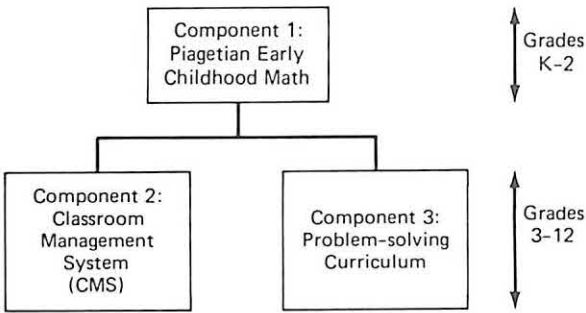 Component 1:
Piagetian Early
Childhood Math
Grades
K-2
Component 2:
Classroom
Management
System
(CMS)
Component 3:
Problem-solving
Curriculum
Grades
3-12